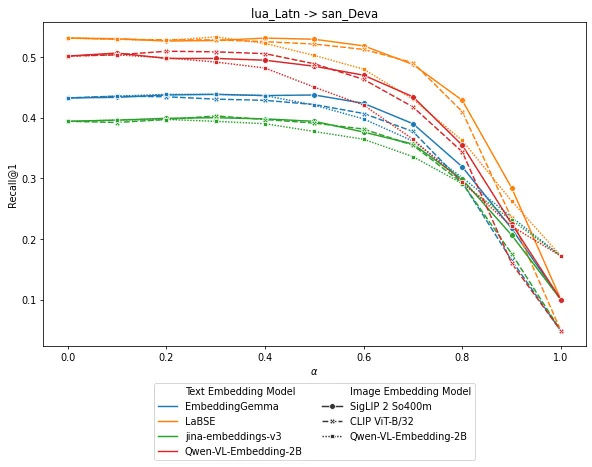 lua_Latn -> san_Deva
Recall@1
0.5
0.4
0.3
0.2
0.1
0.0 0.2 0.4 0.6 0.8 1.0
α
Text Embedding Model Image Embedding Model
EmbeddingGemma SigLIP 2 So400m
LaBSE CLIP ViT-B/32
jina-embeddings-v3 Qwen-VL-Embedding-2B
Qwen-VL-Embedding-2B